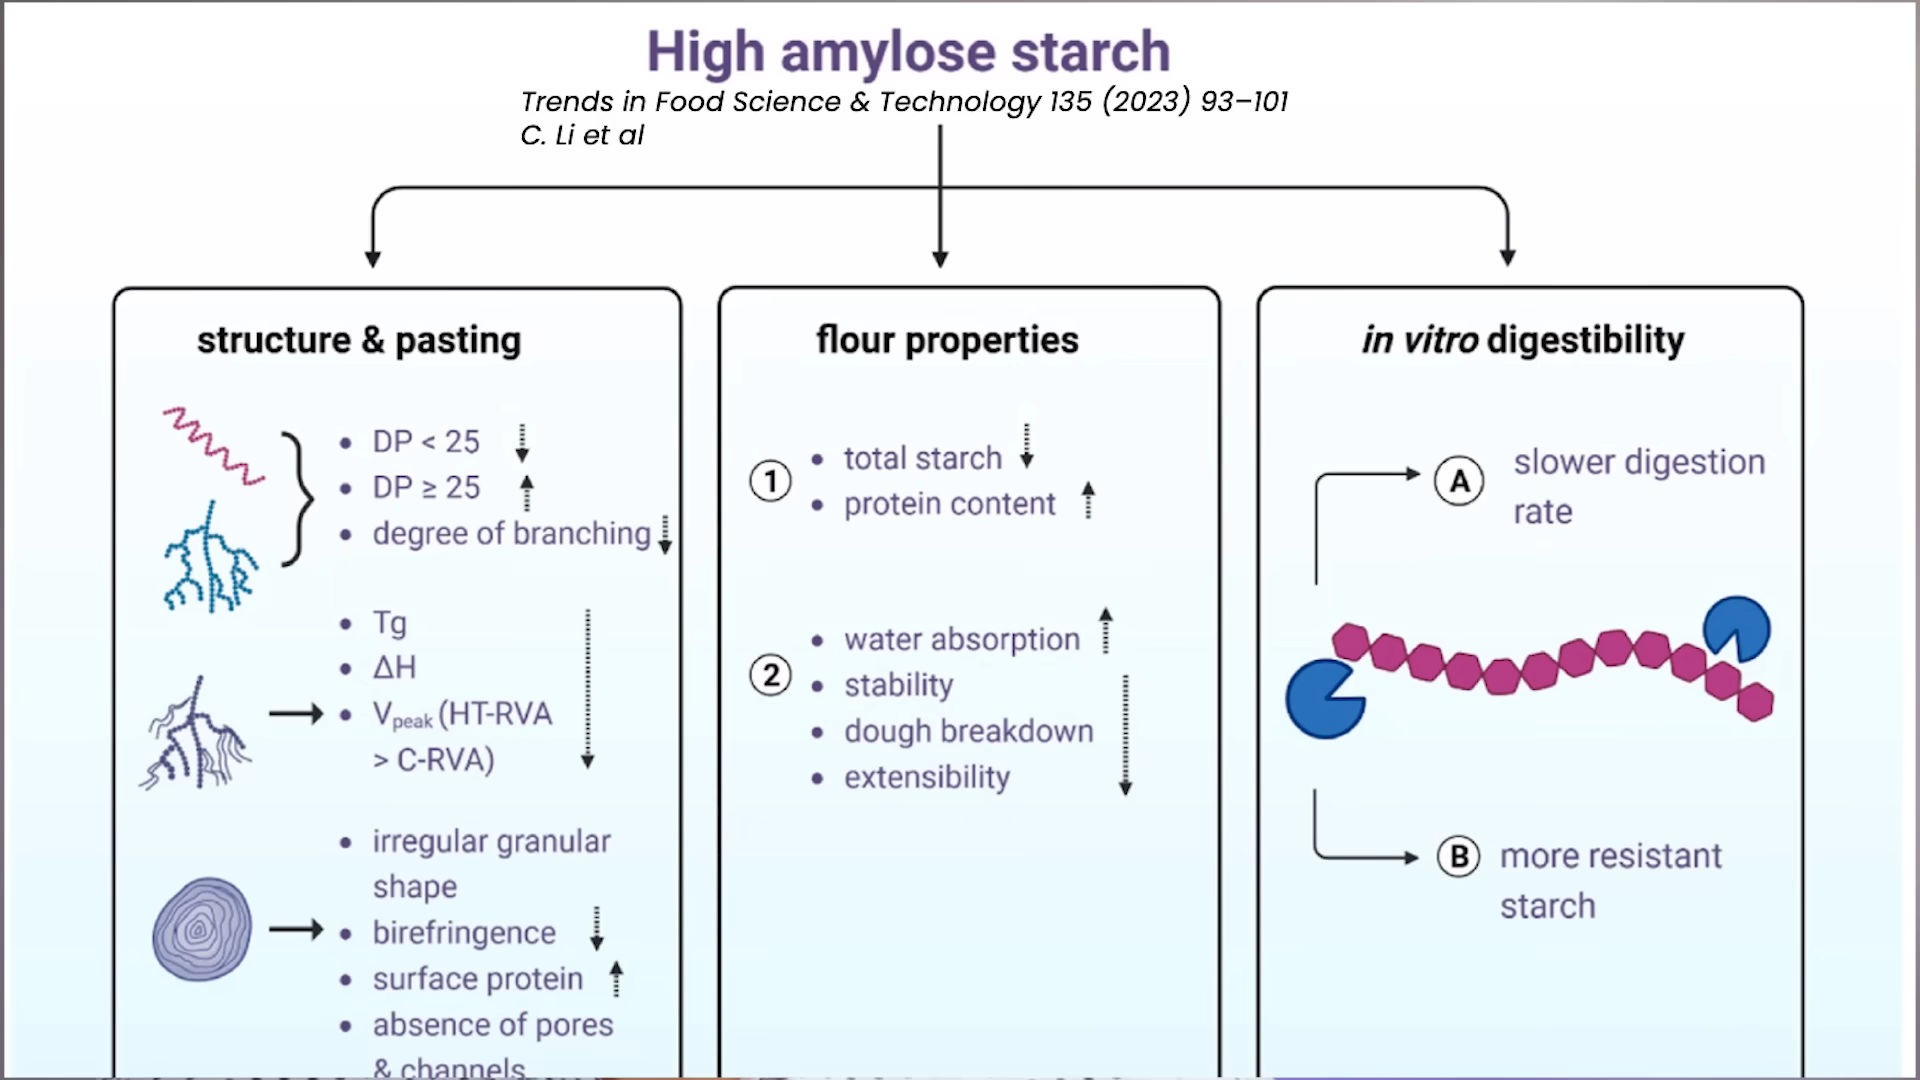 High amylose starch
Trends in Food Science & Technology 135 (2023) 93–101
C. Li et al
structure & pasting
DP < 25
DP ≥ 25
degree of branching
Tg
ΔH
Vpeak (HT-RVA
> C-RVA)
irregular granular
shape
birefringence
surface protein
absence of pores
& channels
flour properties
1
total starch
protein content
2
water absorption
stability
dough breakdown
extensibility
in vitro digestibility
A
slower digestion
rate
B
more resistant
starch